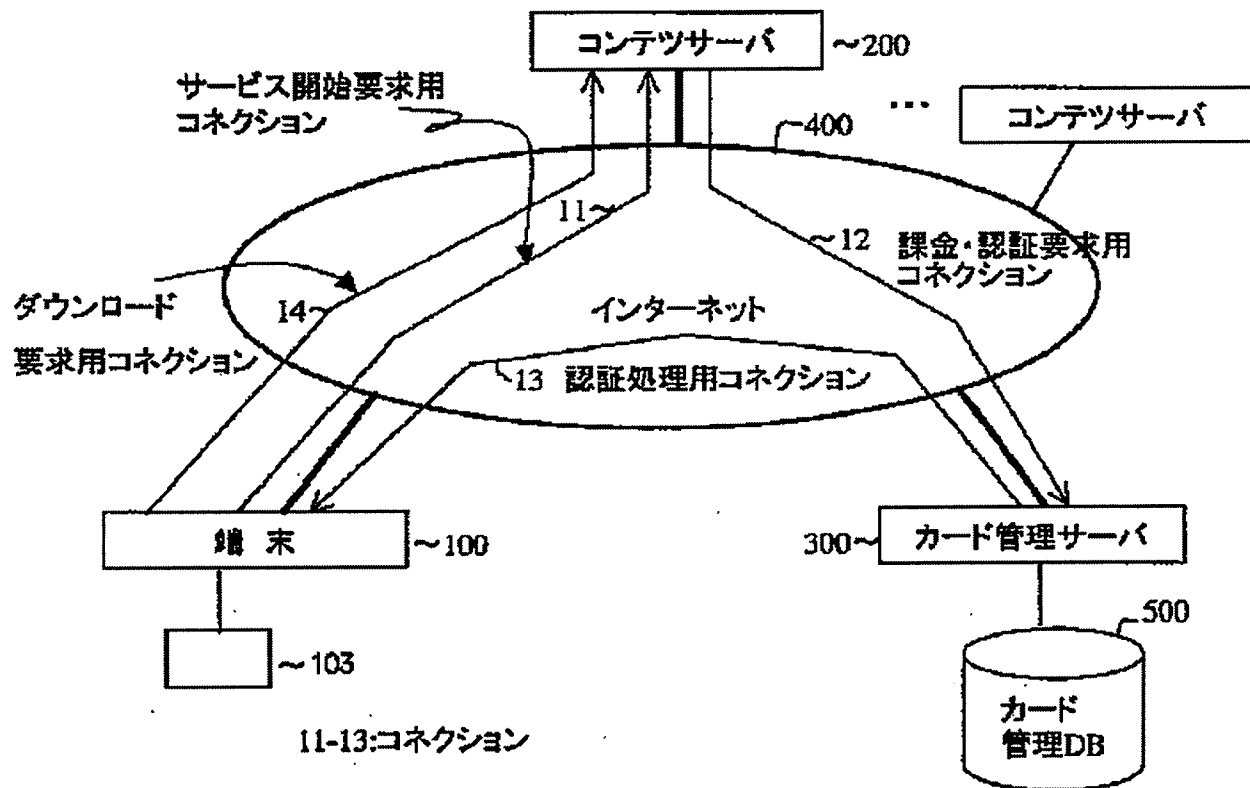 コンテツサーバ ～200
サービス開始要求用
コネクション
…
コンテツサーバ
400
11～
～12
課金・認証要求用
コネクション
ダウンロード
要求用コネクション
14～
インターネット
13 認証処理用コネクション
端 末 ～100
300～ カード管理サーバ
～103
500
カード
管理DB
11-13:コネクション